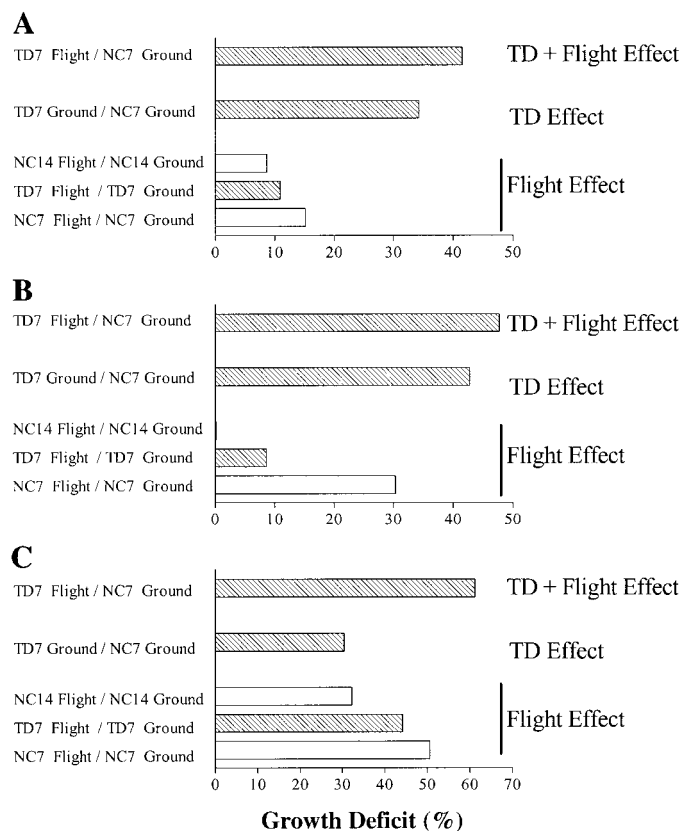 A
TD7 Flight / NC7 Ground
TD + Flight Effect
TD7 Ground / NC7 Ground
TD Effect
NC14 Flight / NC14 Ground
TD7 Flight / TD7 Ground
Flight Effect
NC7 Flight / NC7 Ground
0 10 20 30 40 50
B
TD7 Flight / NC7 Ground
TD + Flight Effect
TD7 Ground / NC7 Ground
TD Effect
NC14 Flight / NC14 Ground
TD7 Flight / TD7 Ground
Flight Effect
NC7 Flight / NC7 Ground
0 10 20 30 40 50
C
TD7 Flight / NC7 Ground
TD + Flight Effect
TD7 Ground / NC7 Ground
TD Effect
NC14 Flight / NC14 Ground
TD7 Flight / TD7 Ground
Flight Effect
NC7 Flight / NC7 Ground
0 10 20 30 40 50 60 70
Growth Deficit (%)